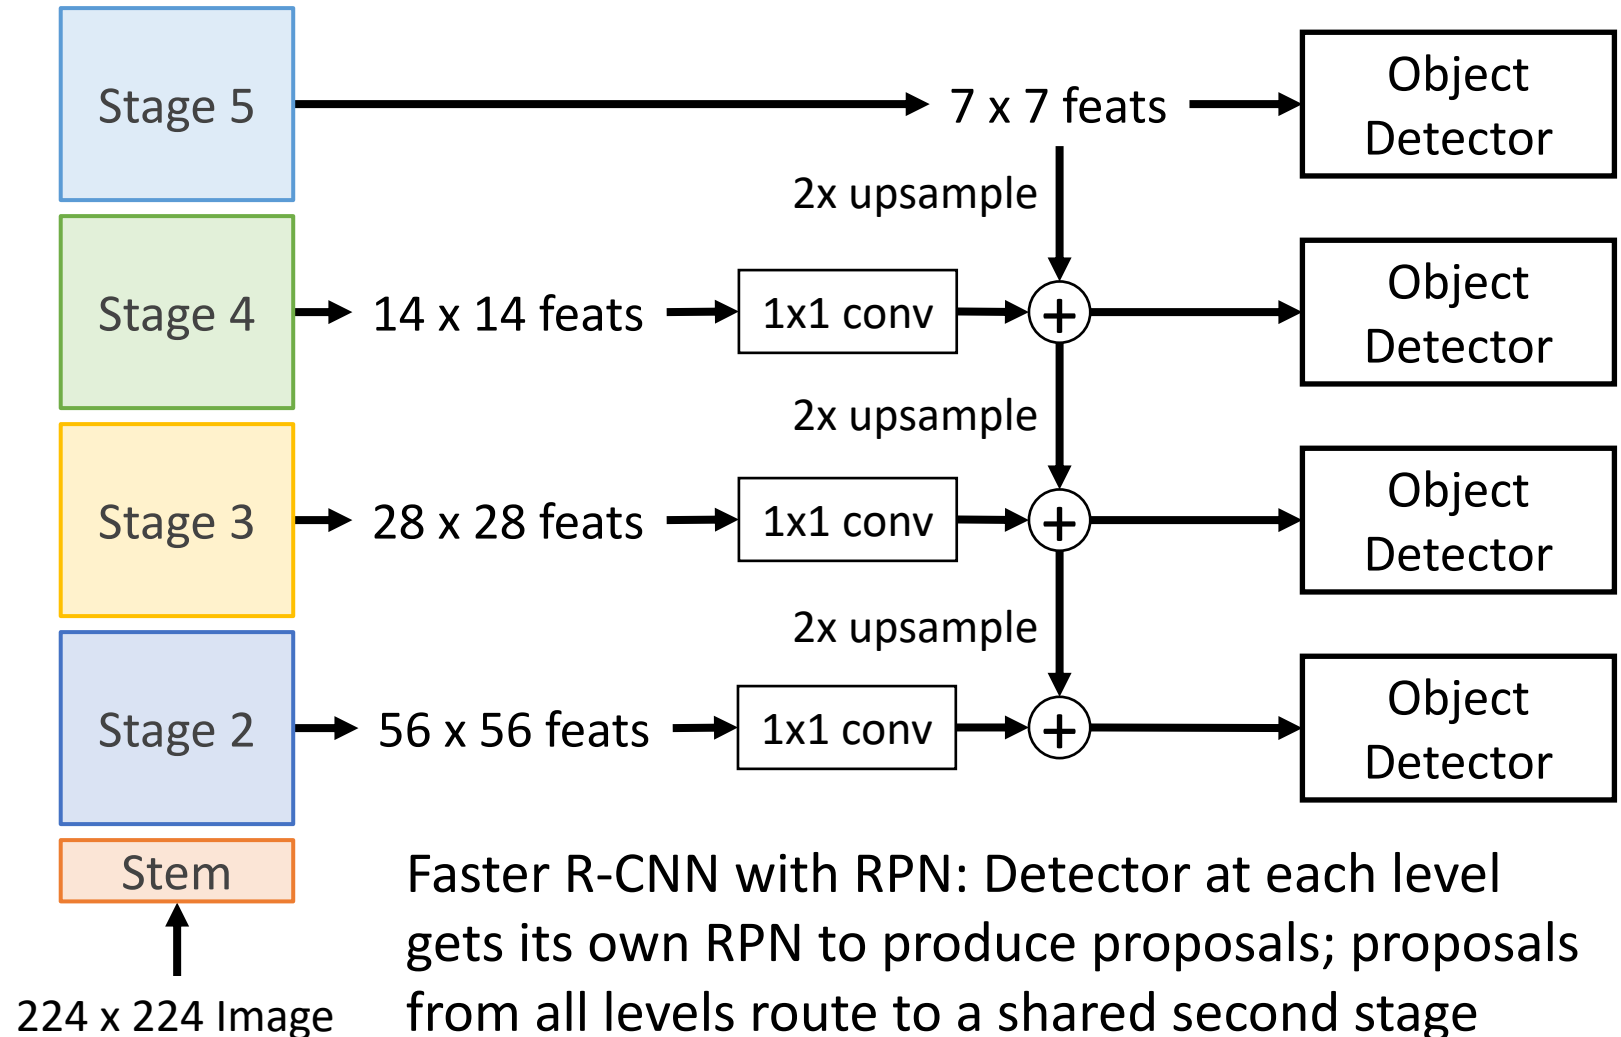 Stage 5
7 x 7 feats
Object
Detector
2x upsample
Stage 4
14 x 14 feats
1x1 conv
+
Object
Detector
2x upsample
Stage 3
28 x 28 feats
1x1 conv
+
Object
Detector
2x upsample
Stage 2
56 x 56 feats
1x1 conv
+
Object
Detector
Stem
224 x 224 Image
Faster R-CNN with RPN: Detector at each level
gets its own RPN to produce proposals; proposals
from all levels route to a shared second stage